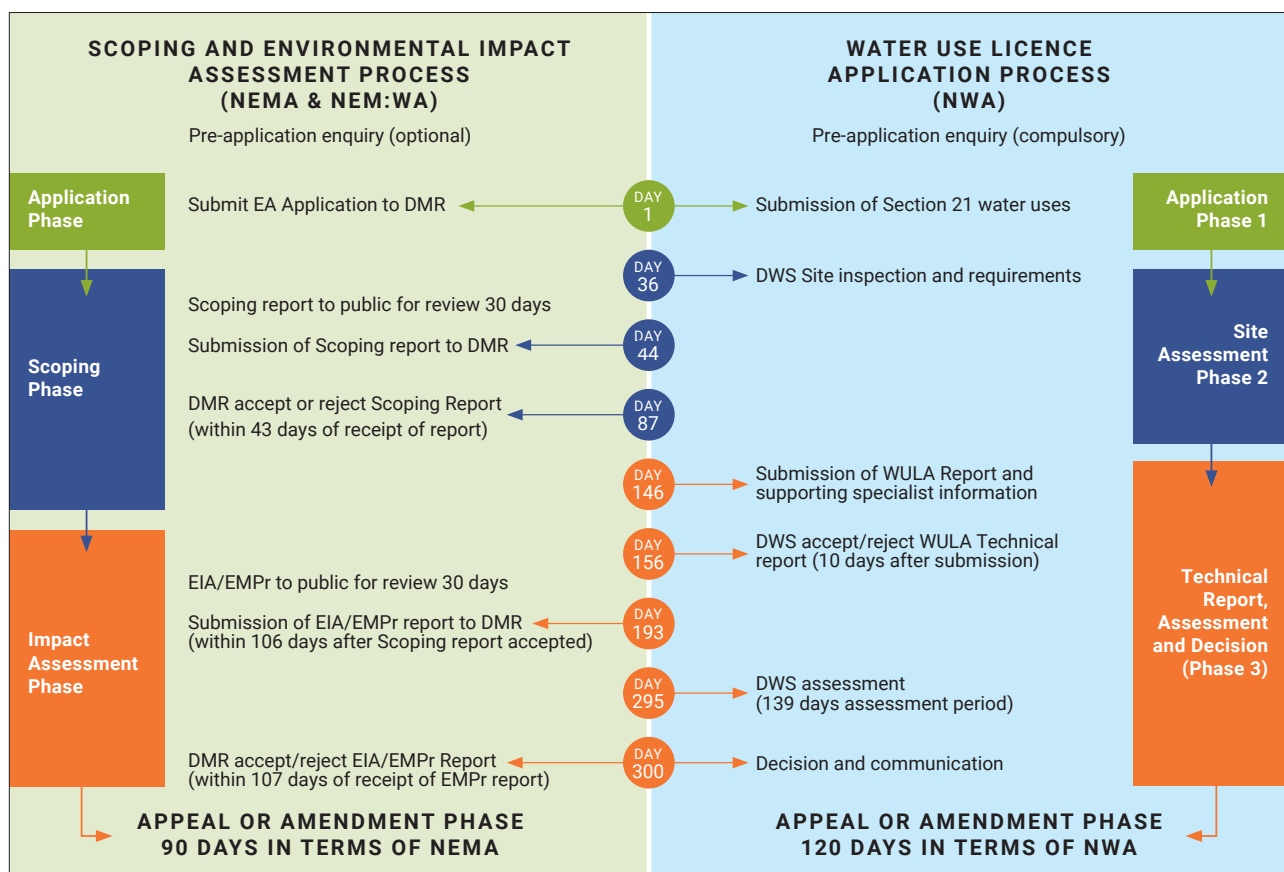 SCOPING AND ENVIRONMENTAL IMPACT
ASSESSMENT PROCESS
(NEMA & NEM:WA)
Pre-application enquiry (optional)
WATER USE LICENCE
APPLICATION PROCESS
(NWA)
Pre-application enquiry (compulsory)
Application
Phase
Submit EA Application to DMR
DAY
1
Submission of Section 21 water uses
Application
Phase 1
DAY
36
DWS Site inspection and requirements
Scoping report to public for review 30 days
Submission of Scoping report to DMR
DAY
44
Scoping
Phase
Site
Assessment
Phase 2
DMR accept or reject Scoping Report
(within 43 days of receipt of report)
DAY
87
DAY
146
Submission of WULA Report and
supporting specialist information
DAY
156
DWS accept/reject WULA Technical
report (10 days after submission)
EIA/EMPr to public for review 30 days
Submission of EIA/EMPr report to DMR
(within 106 days after Scoping report accepted)
DAY
193
Impact
Assessment
Phase
Technical
Report,
Assessment
and Decision
(Phase 3)
DAY
295
DWS assessment
(139 days assessment period)
DMR accept/reject EIA/EMPr Report
(within 107 days of receipt of EMPr report)
DAY
300
Decision and communication
APPEAL OR AMENDMENT PHASE
90 DAYS IN TERMS OF NEMA
APPEAL OR AMENDMENT PHASE
120 DAYS IN TERMS OF NWA